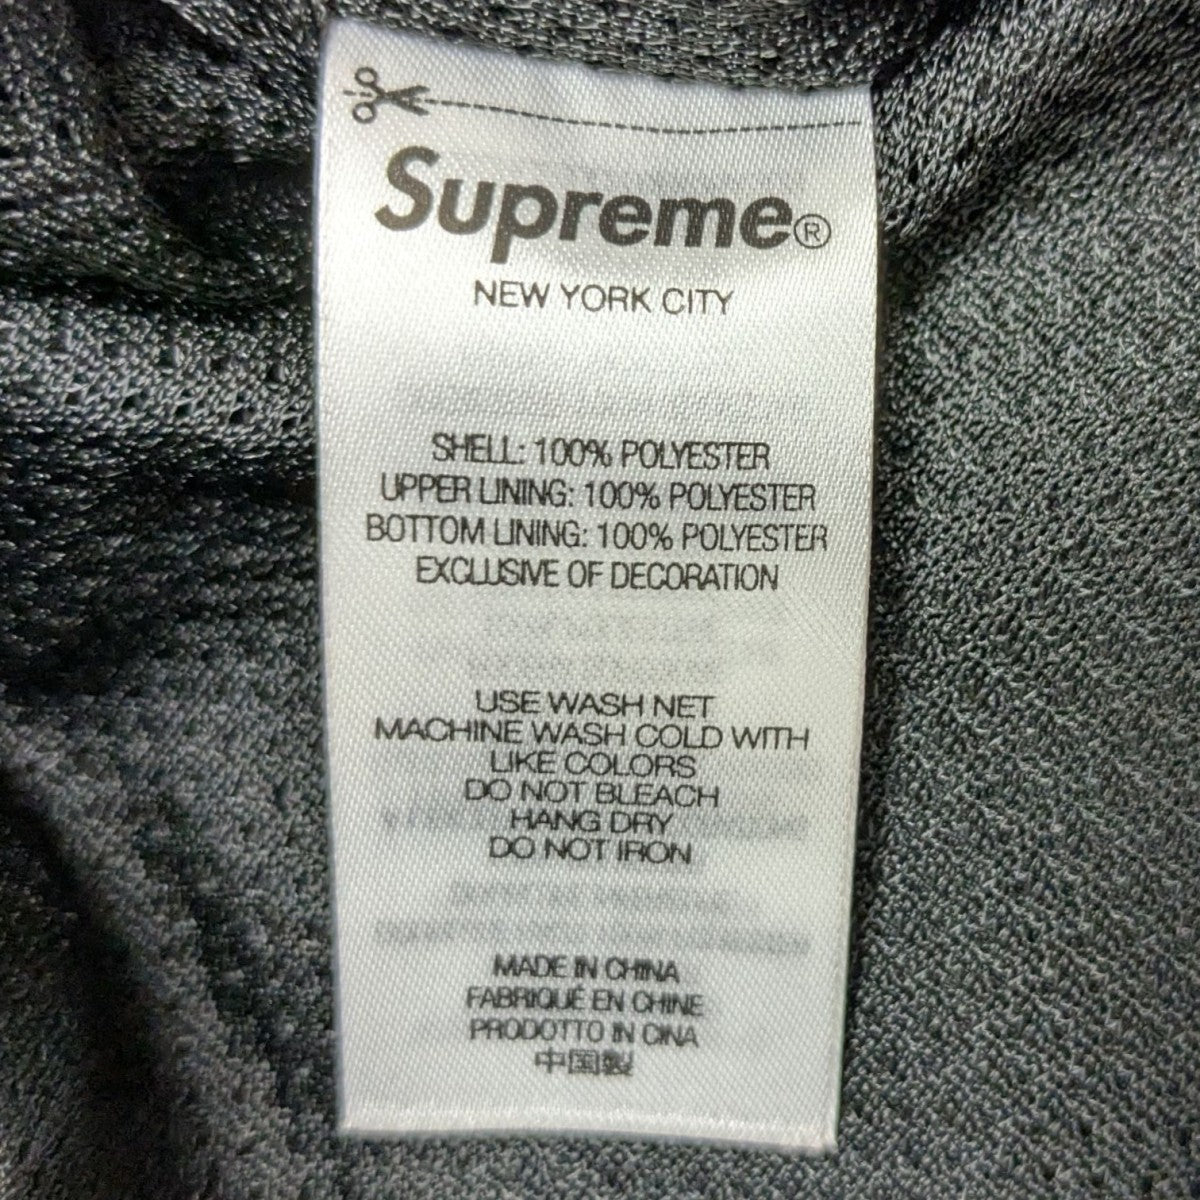 Supreme®
NEW YORK CITY
SHELL: 100% POLYESTER
UPPER LINING: 100% POLYESTER
BOTTOM LINING: 100% POLYESTER
EXCLUSIVE OF DECORATION
USE WASH NET
MACHINE WASH COLD WITH
LIKE COLORS
DO NOT BLEACH
HANG DRY
DO NOT IRON
MADE IN CHINA
FABRIQUÉ EN CHINE
PRODOTTO IN CINA
中国製